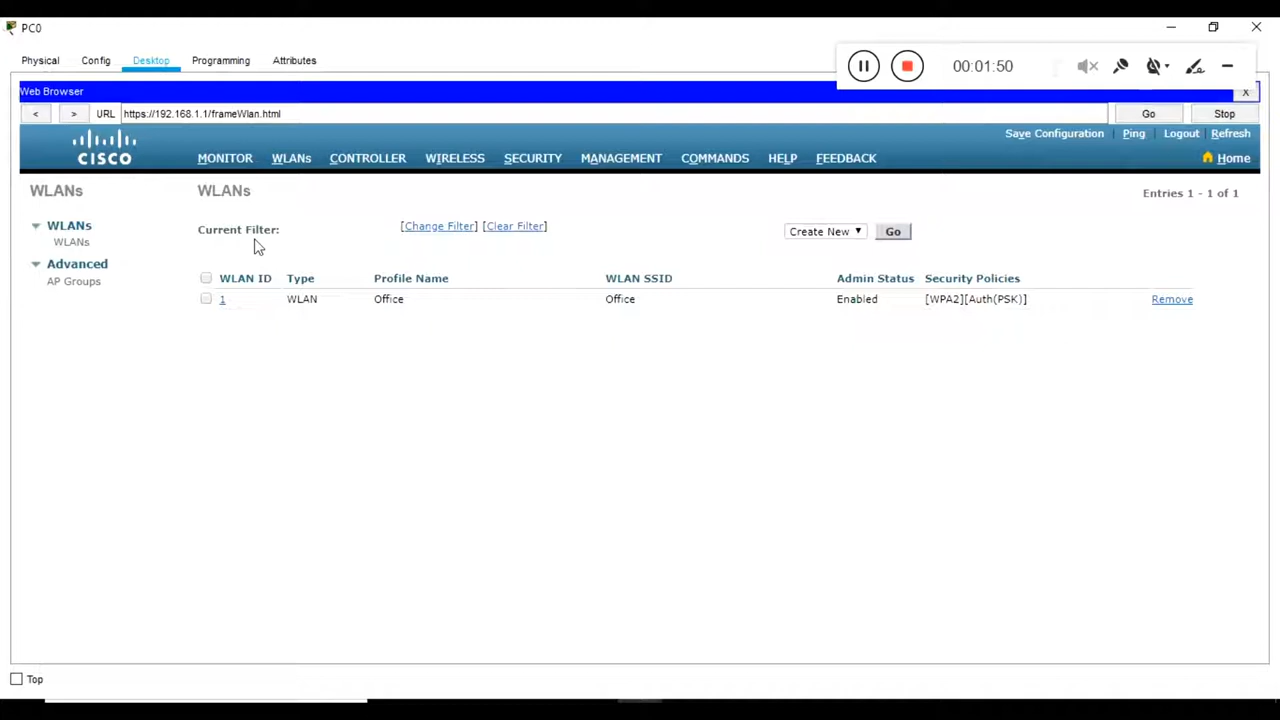 PC0
Physical Config Desktop Programming Attributes
00:01:50
Web Browser X
< > URL https://192.168.1.1/frameWlan.html Go Stop
Save Configuration Ping Logout Refresh
CISCO MONITOR WLANs CONTROLLER WIRELESS SECURITY MANAGEMENT COMMANDS HELP FEEDBACK Home
WLANs WLANs Entries 1 - 1 of 1
WLANs Current Filter: [Change Filter] [Clear Filter] Create New Go
WLANs
Advanced
AP Groups
WLAN ID Type Profile Name WLAN SSID Admin Status Security Policies
1 WLAN Office Office Enabled [WPA2][Auth(PSK)] Remove
Top